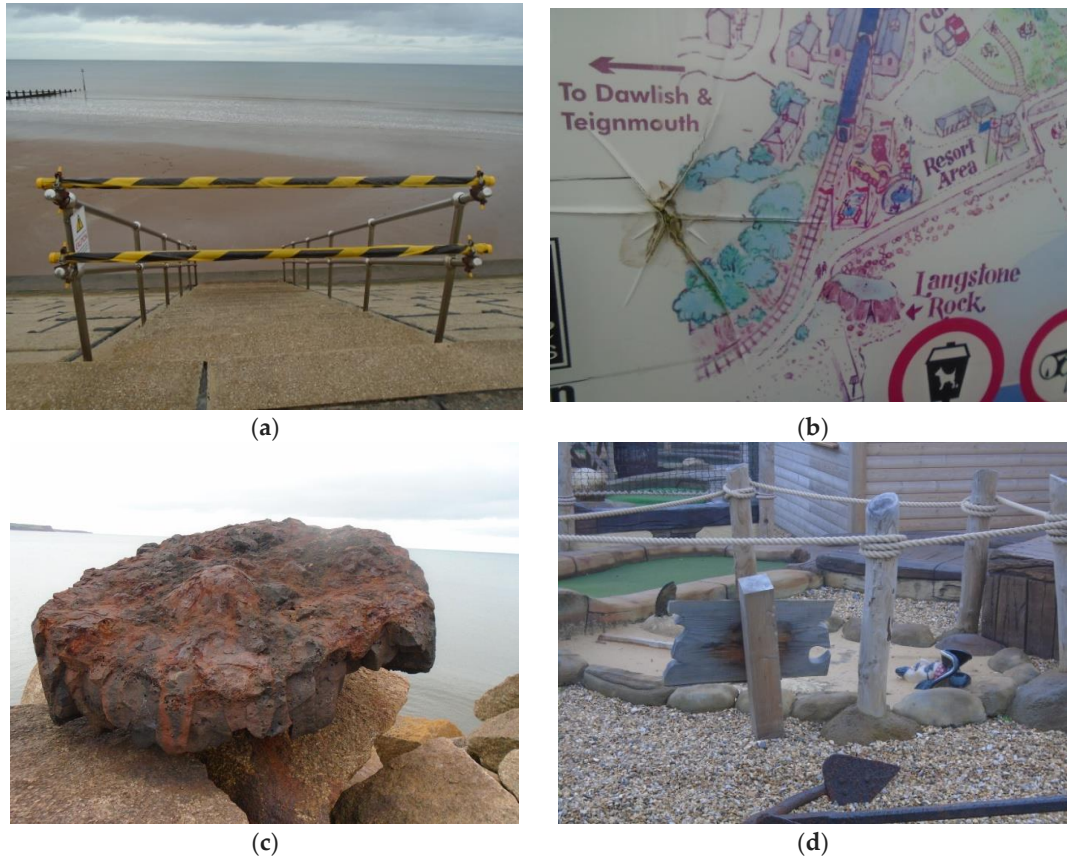 To Dawlish &
Teignmouth
Resort
Area
Langstone
Rock
(a)
(b)
(c)
(d)